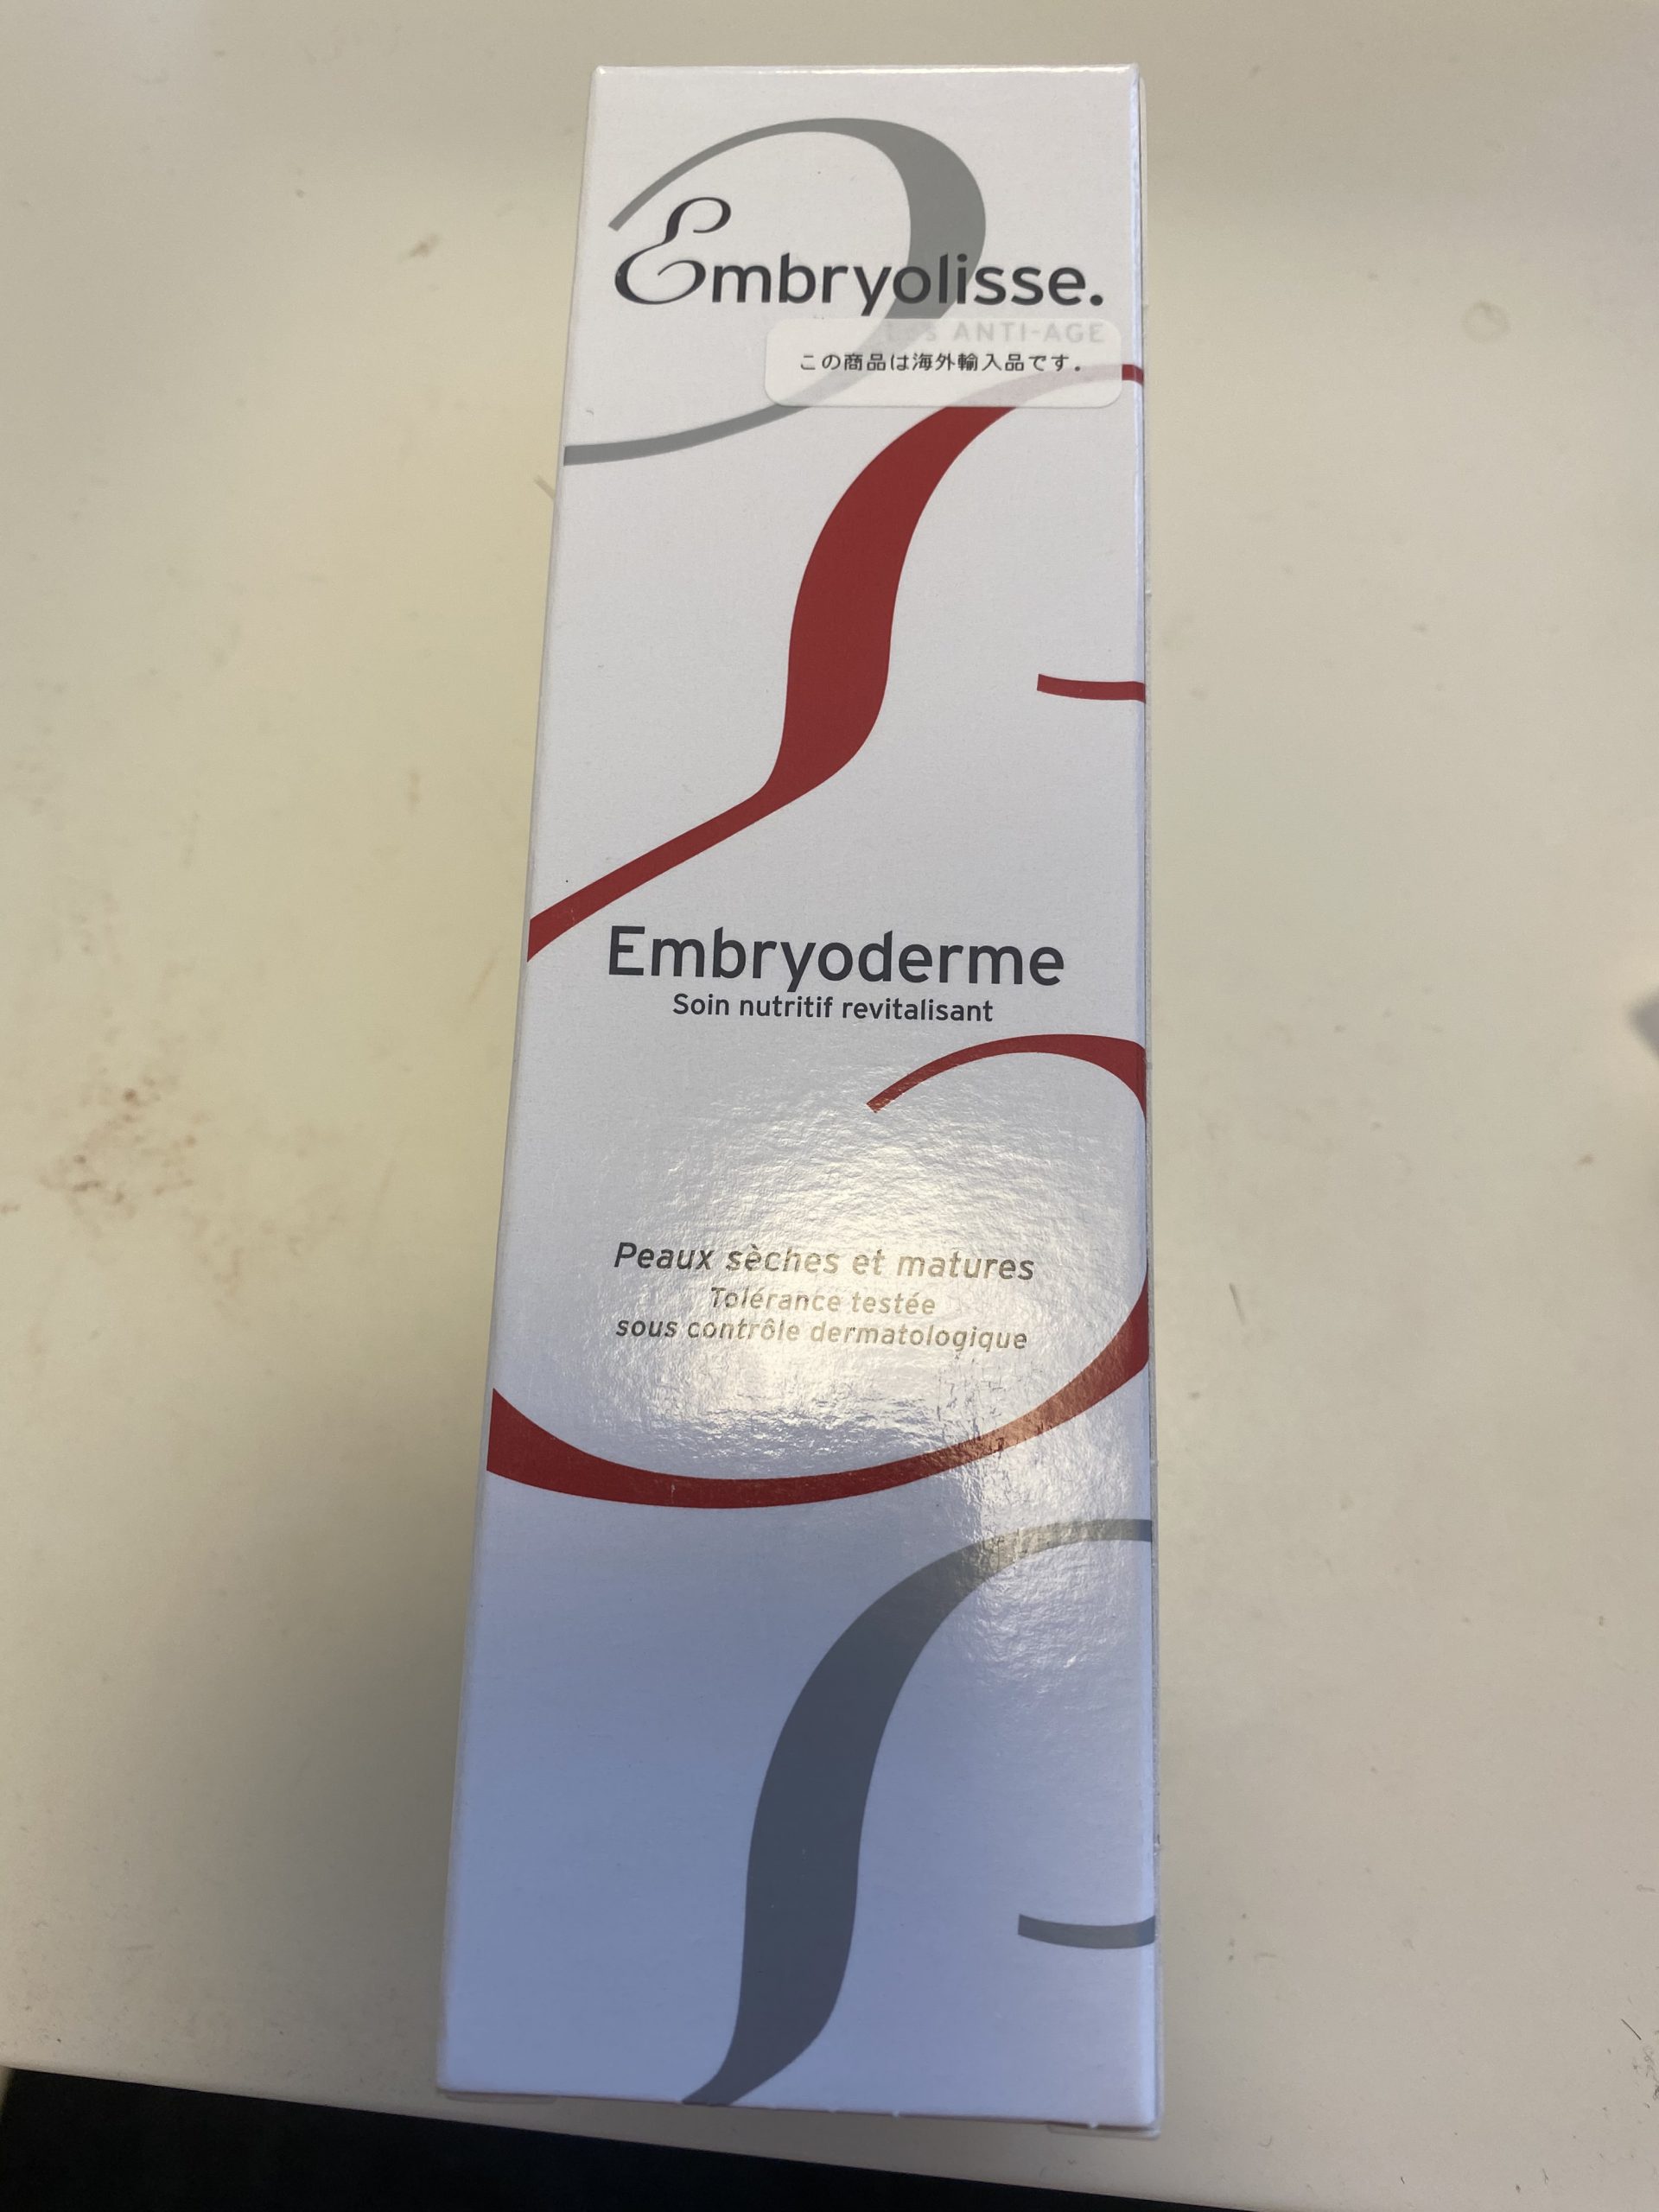 Embryolisse.
LES ANTI-AGE
この商品は海外輸入品です。
Embryoderme
Soin nutritif revitalisant
Peaux sèches et matures
Tolérance testée
sous contrôle dermatologique